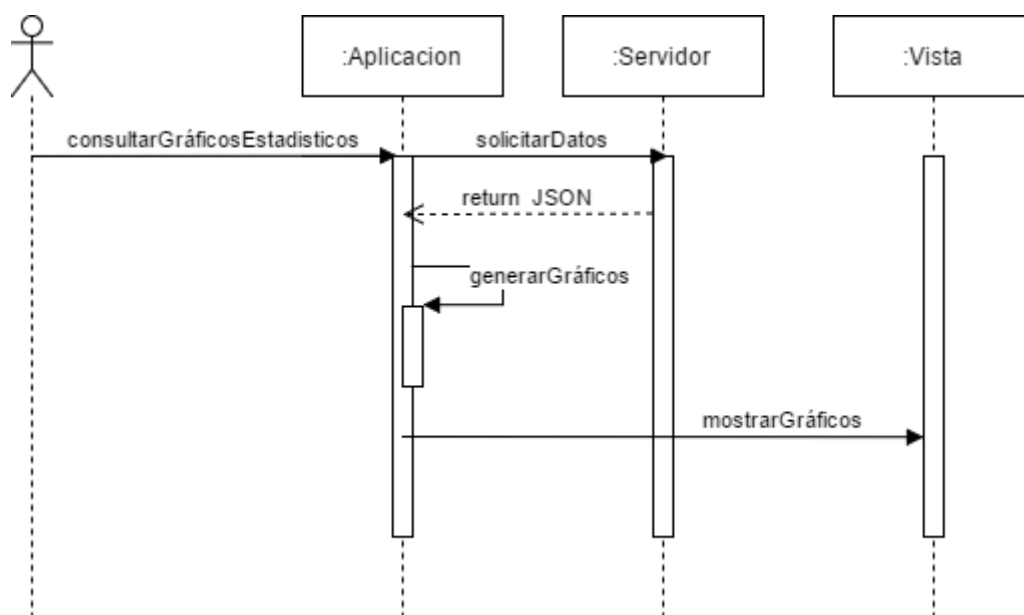 :Aplicacion
:Servidor
:Vista
consultarGráficosEstadisticos
solicitarDatos
return JSON
generarGráficos
mostrarGráficos